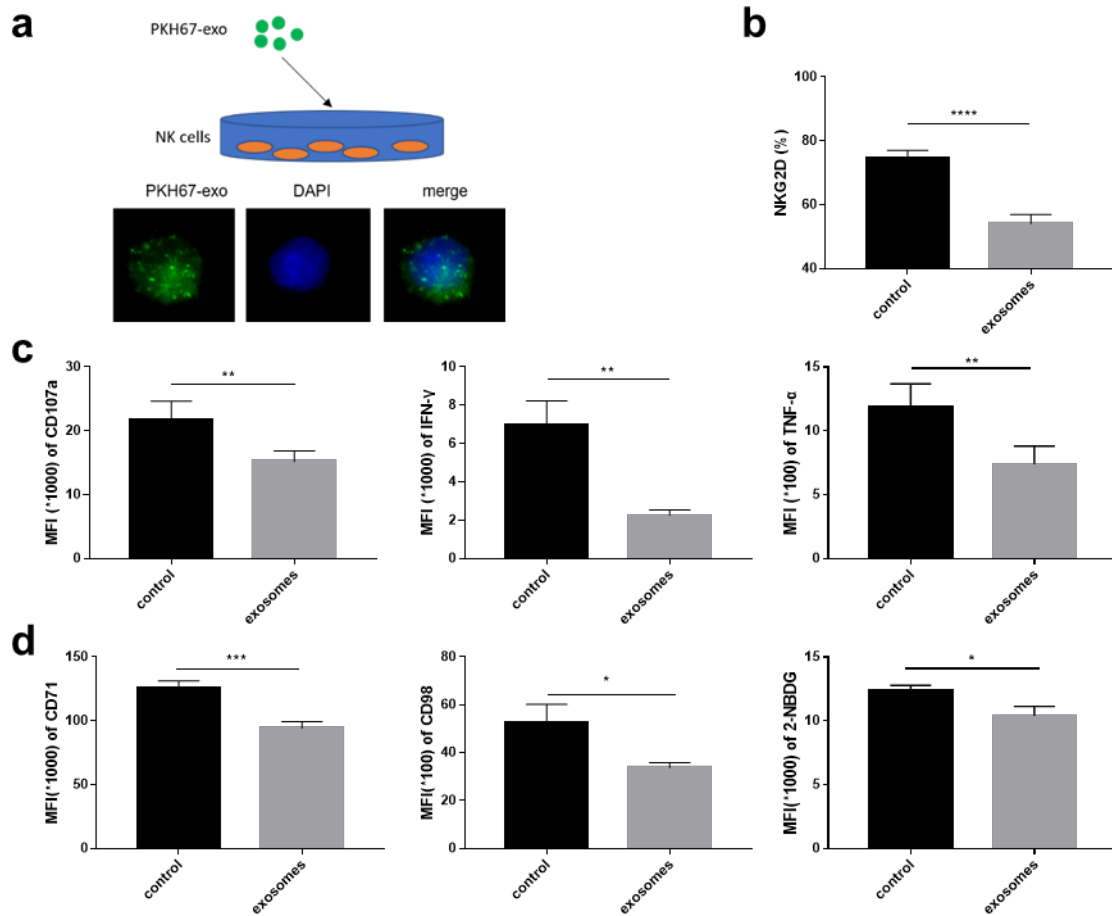 a
PKH67-exo
NK cells
PKH67-exo DAPI merge
b
NKG2D (%)
100
80
60
40
****
control
exosomes
c
MFI (*1000) of CD107a
30
20
10
0
**
control
exosomes
MFI (*1000) of IFN-γ
10
8
6
4
2
0
**
control
exosomes
MFI (*100) of TNF-α
15
10
5
0
**
control
exosomes
d
MFI(*1000) of CD71
150
100
50
0
***
control
exosomes
MFI(*100) of CD98
80
60
40
20
0
*
control
exosomes
MFI(*1000) of 2-NBDG
15
10
5
0
*
control
exosomes